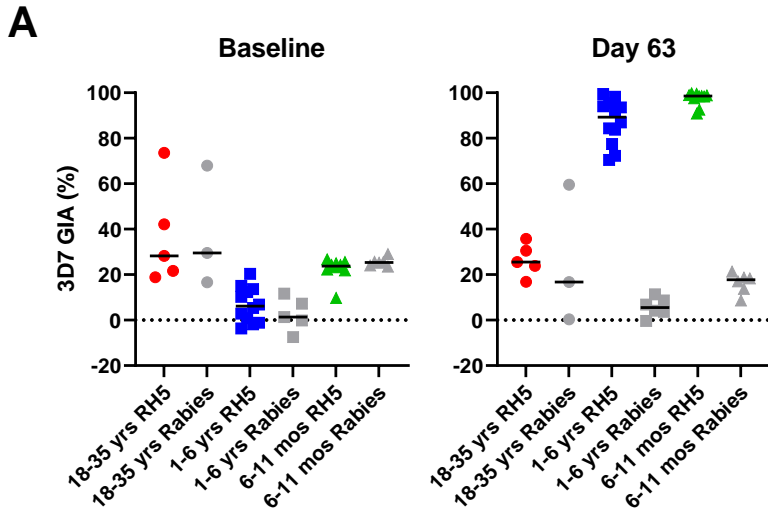 A
Baseline
Day 63
3D7 GIA (%)
100
80
60
40
20
0
-20
18-35 yrs RH5
18-35 yrs Rabies
1-6 yrs RH5
1-6 yrs Rabies
6-11 mos RH5
6-11 mos Rabies
100
80
60
40
20
0
-20
18-35 yrs RH5
18-35 yrs Rabies
1-6 yrs RH5
1-6 yrs Rabies
6-11 mos RH5
6-11 mos Rabies